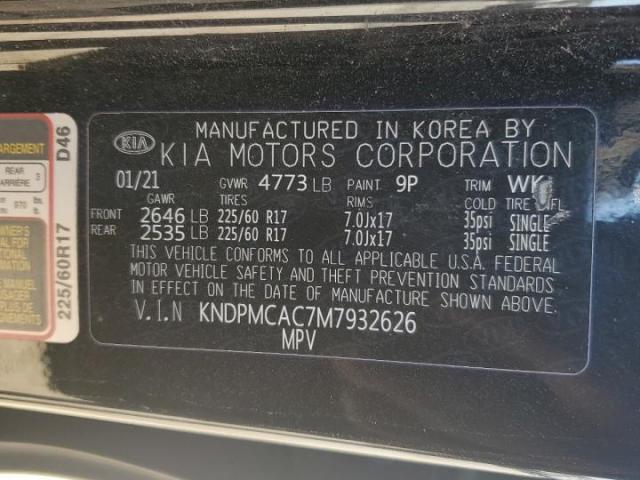 KIA
MANUFACTURED IN KOREA BY
KIA MOTORS CORPORATION
01/21 GVWR 4773 LB PAINT 9P TRIM WK
GAWR TIRES RIMS COLD TIRE
FRONT 2646 LB 225/60 R17 7.0Jx17 35psi SINGLE
REAR 2535 LB 225/60 R17 7.0Jx17 35psi SINGLE
THIS VEHICLE CONFORMS TO ALL APPLICABLE U.S.A. FEDERAL
MOTOR VEHICLE SAFETY AND THEFT PREVENTION STANDARDS
IN EFFECT ON THE DATE OF MANUFACTURE SHOWN ABOVE.
V.I.N KNDPMCAC7M7932626
MPV
D46
REAR 3
225/60R17